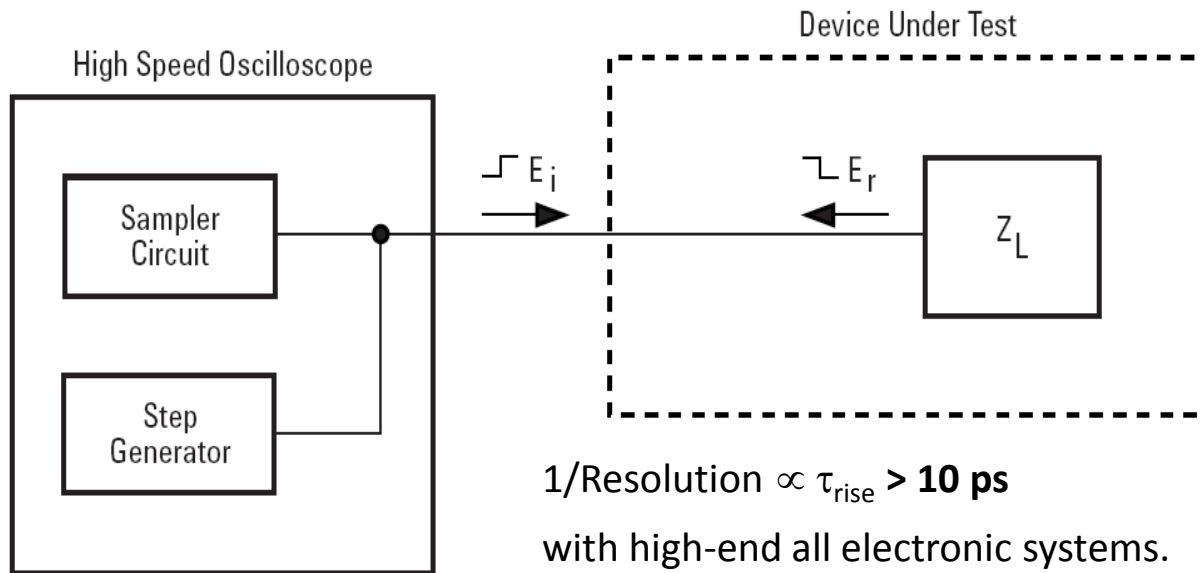 Device Under Test
High Speed Oscilloscope
E_i
E_r
Sampler
Circuit
Z_L
Step
Generator
1/Resolution ∝ τ_rise > 10 ps
with high-end all electronic systems.